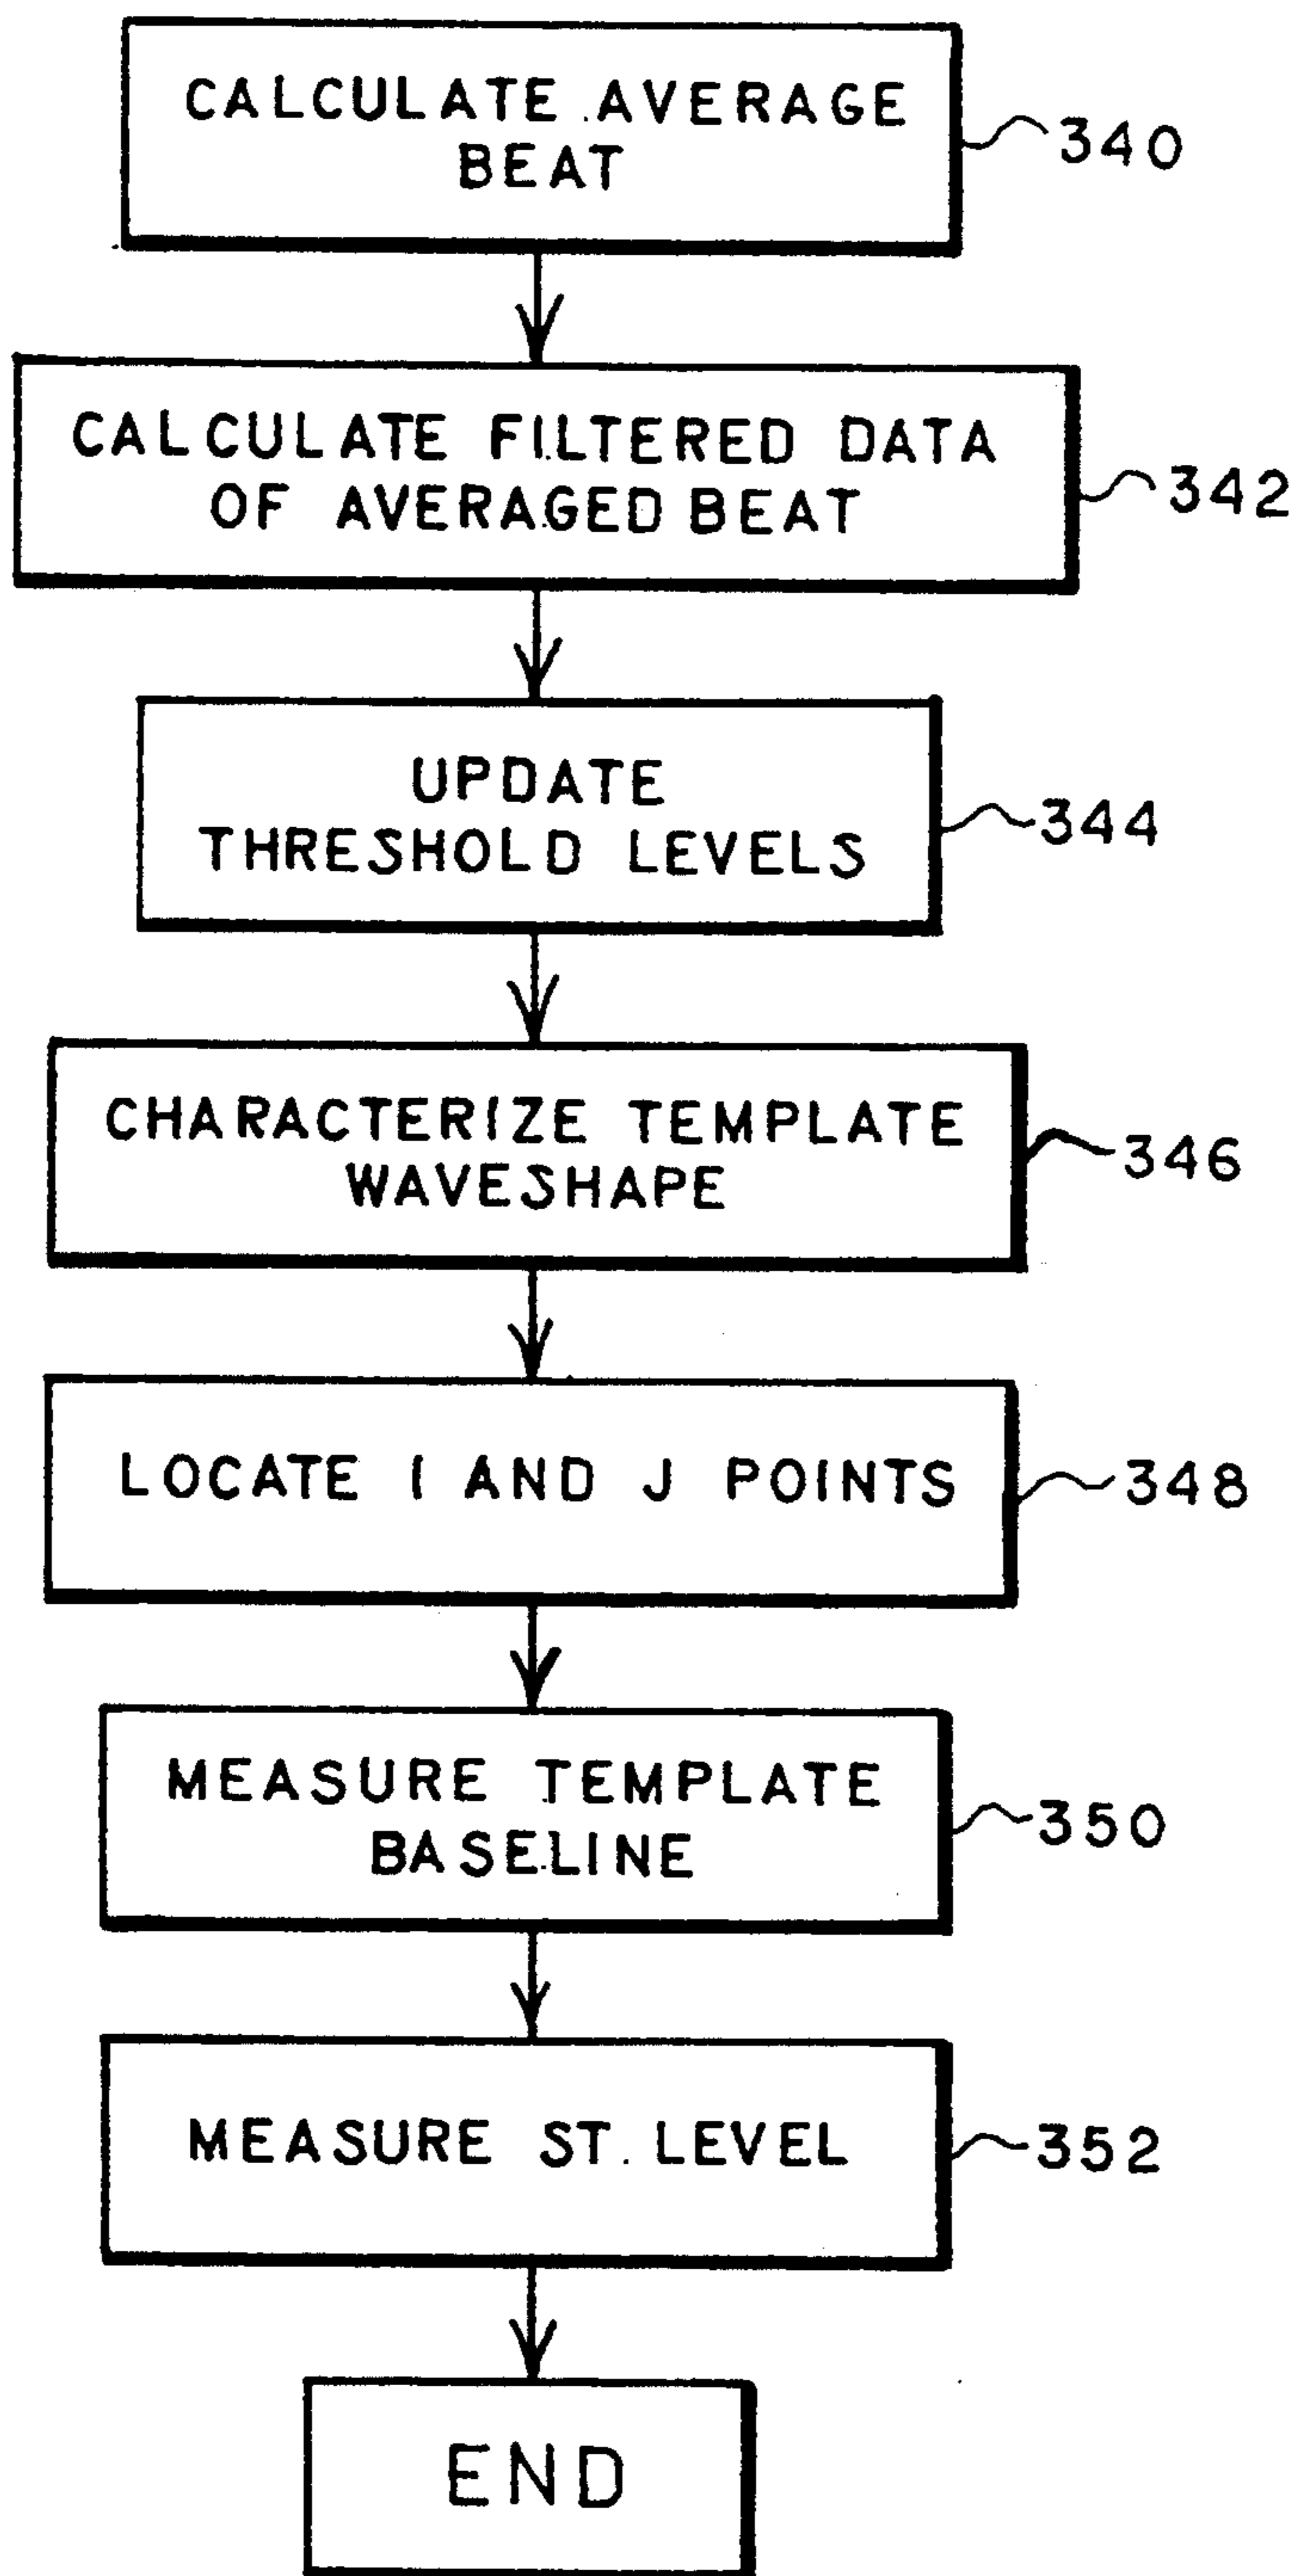 CALCULATE AVERAGE
BEAT
340
CALCULATE FILTERED DATA
OF AVERAGED BEAT
342
UPDATE
THRESHOLD LEVELS
344
CHARACTERIZE TEMPLATE
WAVESHAPE
346
LOCATE I AND J POINTS
348
MEASURE TEMPLATE
BASELINE
350
MEASURE ST. LEVEL
352
END